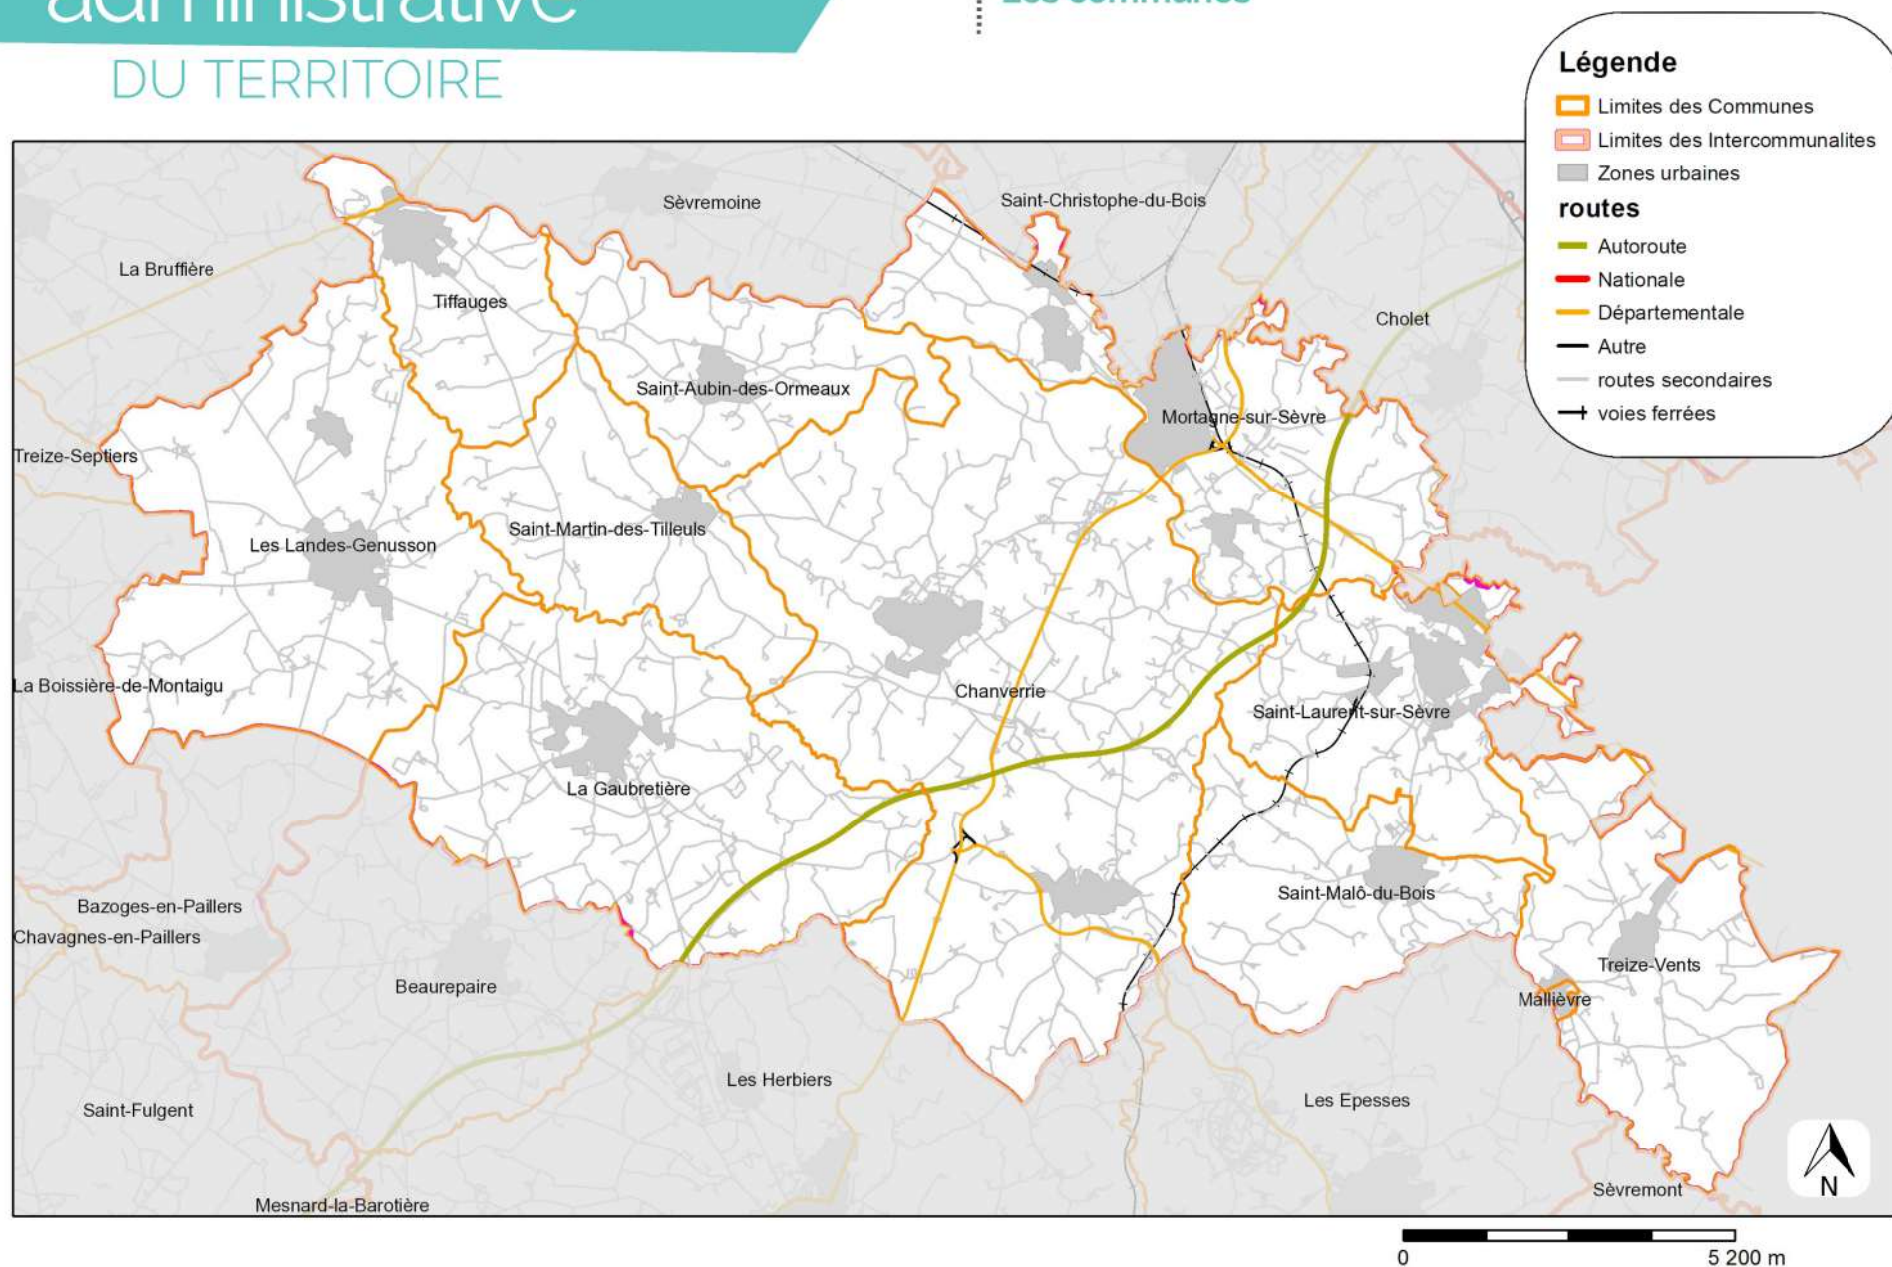 administrative
Les communes
DU TERRITOIRE
Légende
Limites des Communes
Limites des Intercommunalites
Zones urbaines
routes
Autoroute
Nationale
Départementale
Autre
routes secondaires
voies ferrées
Sèvremoine
Saint-Christophe-du-Bois
La Bruffière
Tiffauges
Cholet
Saint-Aubin-des-Ormeaux
Mortagne-sur-Sèvre
Treize-Septiers
Saint-Martin-des-Tilleuls
Les Landes-Genusson
La Boissière-de-Montaigu
Chanverrie
Saint-Laurent-sur-Sèvre
La Gaubretière
Saint-Malô-du-Bois
Bazoges-en-Paillers
Chavagnes-en-Paillers
Treize-Vents
Beaurepaire
Mallièvre
Les Herbiers
Les Epesses
Saint-Fulgent
Sèvremont
N
Mesnard-la-Barotière
0 5 200 m